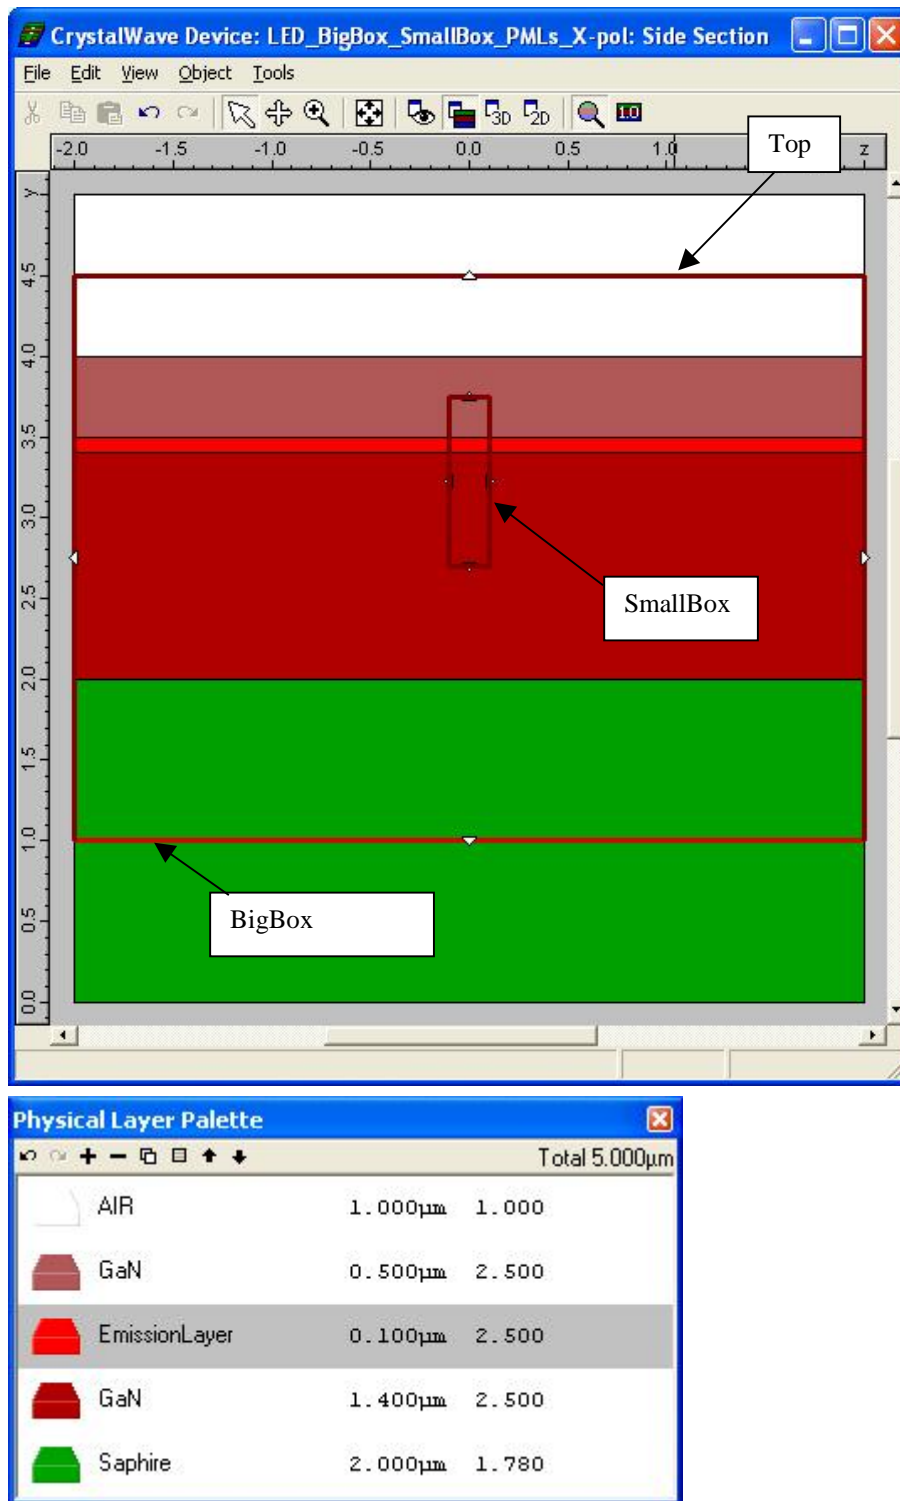 CrystalWave Device: LED_BigBox_SmallBox_PMLs_X-pol: Side Section
File Edit View Object Tools
3D 2D 1.0
-2.0 -1.5 -1.0 -0.5 0.0 0.5 1.0 z
Top
y
4.5
4.0
3.5
3.0
2.5
SmallBox
2.0
1.5
1.0
BigBox
0.5
0.0
Physical Layer Palette
Total 5.000µm
AIR 1.000µm 1.000
GaN 0.500µm 2.500
EmissionLayer 0.100µm 2.500
GaN 1.400µm 2.500
Saphire 2.000µm 1.780